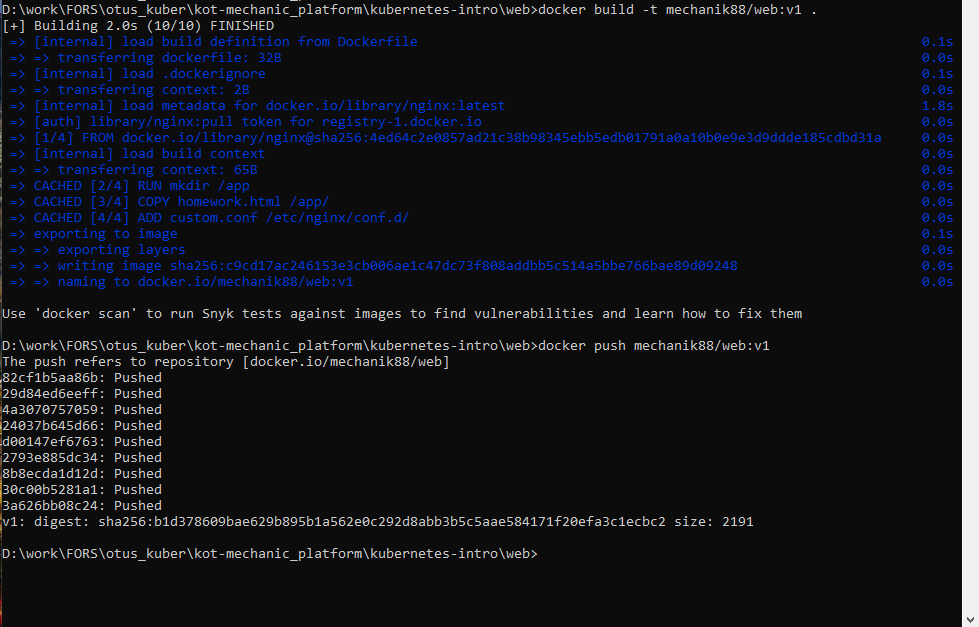 D:\work\FORS\otus_kuber\kot-mechanic_platform\kubernetes-intro\web>docker build -t mechanik88/web:v1 .
[+] Building 2.0s (10/10) FINISHED
=> [internal] load build definition from Dockerfile 0.1s
=> => transferring dockerfile: 32B 0.0s
=> [internal] load .dockerignore 0.1s
=> => transferring context: 2B 0.0s
=> [internal] load metadata for docker.io/library/nginx:latest 1.8s
=> [auth] library/nginx:pull token for registry-1.docker.io 0.0s
=> [1/4] FROM docker.io/library/nginx@sha256:4ed64c2e0857ad21c38b98345ebb5edb01791a0a10b0e9e3d9ddde185cdbd31a 0.0s
=> [internal] load build context 0.0s
=> => transferring context: 65B 0.0s
=> CACHED [2/4] RUN mkdir /app 0.0s
=> CACHED [3/4] COPY homework.html /app/ 0.0s
=> CACHED [4/4] ADD custom.conf /etc/nginx/conf.d/ 0.0s
=> exporting to image 0.1s
=> => exporting layers 0.0s
=> => writing image sha256:c9cd17ac246153e3cb006ae1c47dc73f808addbb5c514a5bbe766bae89d09248 0.0s
=> => naming to docker.io/mechanik88/web:v1 0.0s
Use 'docker scan' to run Snyk tests against images to find vulnerabilities and learn how to fix them
D:\work\FORS\otus_kuber\kot-mechanic_platform\kubernetes-intro\web>docker push mechanik88/web:v1
The push refers to repository [docker.io/mechanik88/web]
82cf1b5aa86b: Pushed
29d84ed6eeff: Pushed
4a3070757059: Pushed
24037b645d66: Pushed
d00147ef6763: Pushed
2793e885dc34: Pushed
8b8ecda1d12d: Pushed
30c00b5281a1: Pushed
3a626bb08c24: Pushed
v1: digest: sha256:b1d378609bae629b895b1a562e0c292d8abb3b5c5aae584171f20efa3c1ecbc2 size: 2191
D:\work\FORS\otus_kuber\kot-mechanic_platform\kubernetes-intro\web>